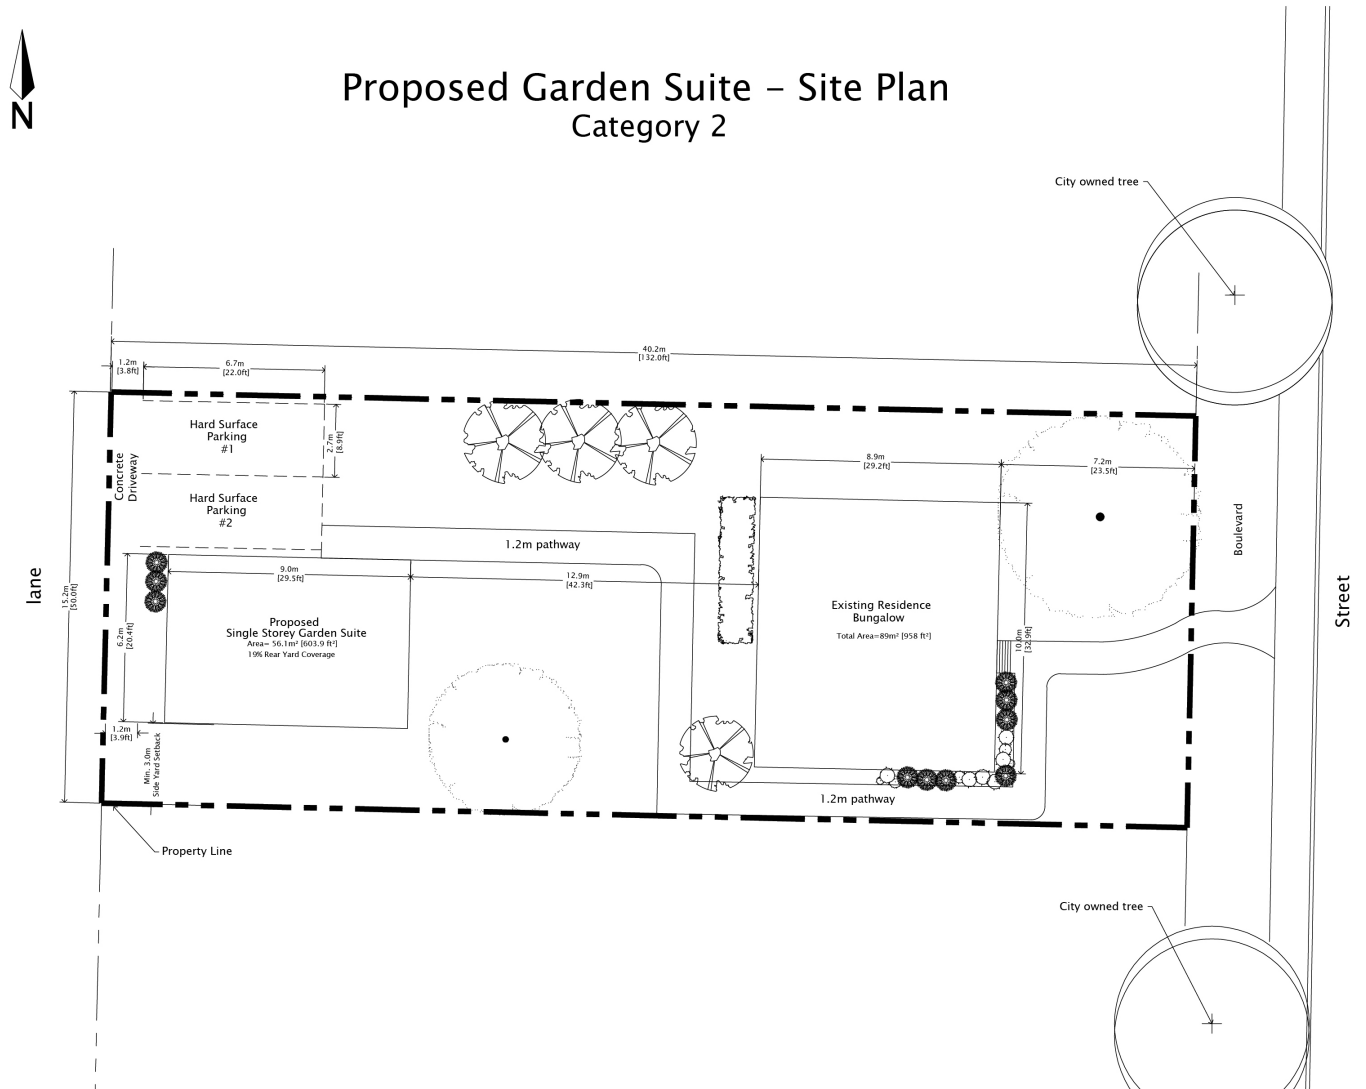 N
Proposed Garden Suite – Site Plan
Category 2
City owned tree
40.2m
[132.0ft]
1.2m
[3.8ft]
6.7m
[22.0ft]
Hard Surface
Parking
#1
2.7m
[8.9ft]
Concrete
Driveway
Hard Surface
Parking
#2
8.9m
[29.2ft]
7.2m
[23.5ft]
Boulevard
1.2m pathway
lane
15.2m
[50.0ft]
9.0m
[29.5ft]
12.9m
[42.3ft]
Street
6.2m
[20.4ft]
Proposed
Single Storey Garden Suite
Area= 56.1m² [603.9 ft²]
19% Rear Yard Coverage
Existing Residence
Bungalow
Total Area=89m² [958 ft²]
10.0m
[32.9ft]
1.2m
[3.9ft]
Min. 3.0m
Side Yard Setback
1.2m pathway
Property Line
City owned tree